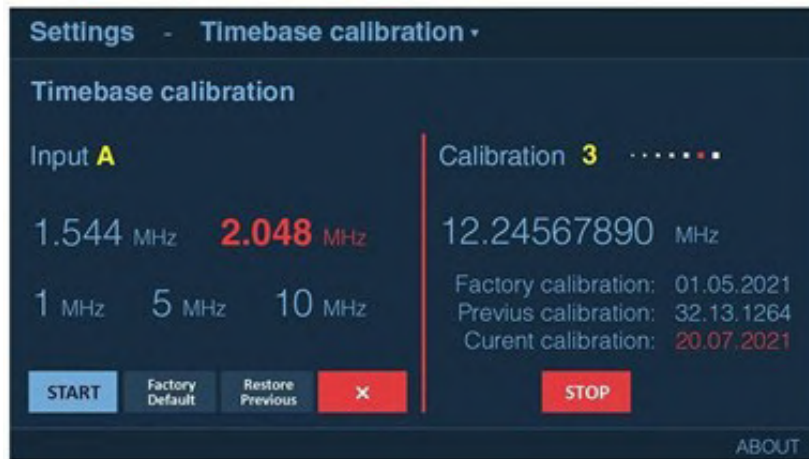 Settings - Timebase calibration
Timebase calibration
Input A
1.544 MHz 2.048 MHz
1 MHz 5 MHz 10 MHz
START
Factory
Default
Restore
Previous
×
Calibration 3
12.24567890 MHz
Factory calibration: 01.05.2021
Previus calibration: 32.13.1264
Curent calibration: 20.07.2021
STOP
ABOUT